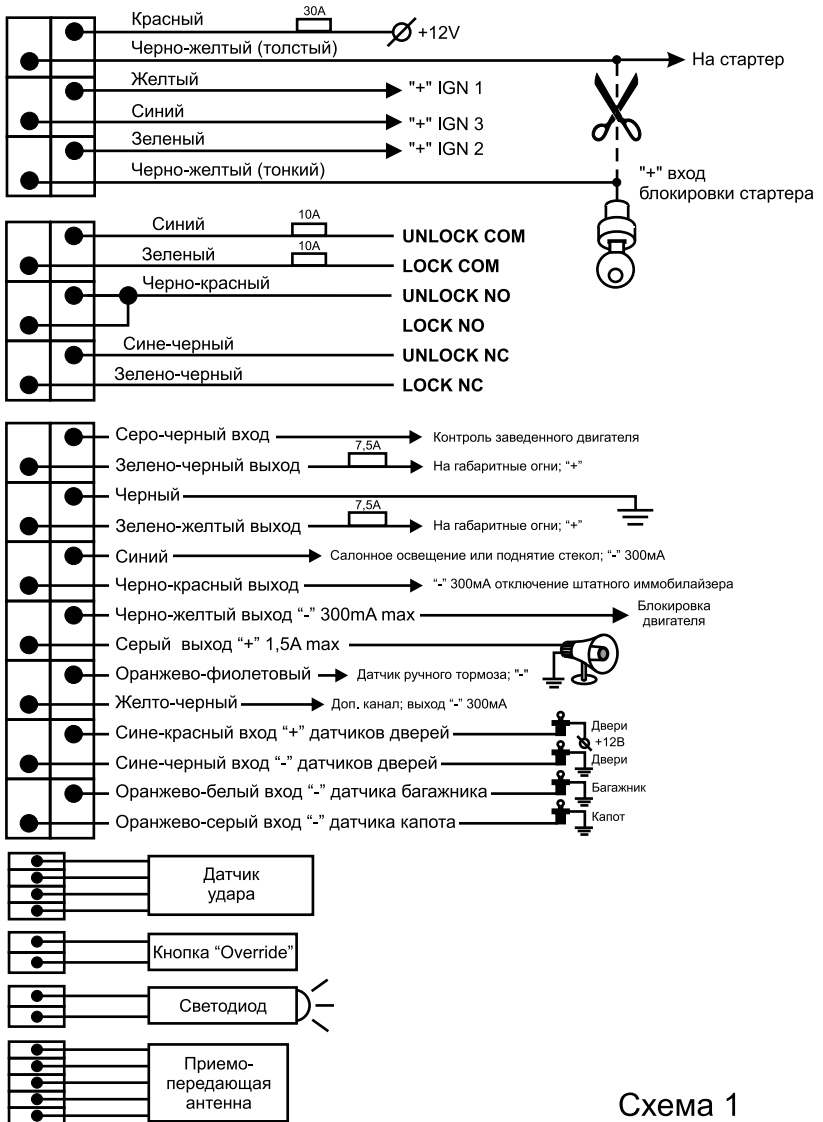 Красный
30A
+12V
Черно-желтый (толстый)
На стартер
Желтый
"+" IGN 1
Синий
"+" IGN 3
Зеленый
"+" IGN 2
Черно-желтый (тонкий)
"+" вход
блокировки стартера
Синий
10A
UNLOCK COM
Зеленый
10A
LOCK COM
Черно-красный
UNLOCK NO
LOCK NO
Сине-черный
UNLOCK NC
Зелено-черный
LOCK NC
Серо-черный вход
Контроль заведенного двигателя
Зелено-черный выход
7,5A
На габаритные огни; “+”
Черный
Зелено-желтый выход
7,5A
На габаритные огни; “+”
Синий
Салонное освещение или поднятие стекол; “-” 300мА
Черно-красный выход
“-” 300мА отключение штатного иммобилайзера
Черно-желтый выход “-” 300mA max
Блокировка
двигателя
Серый выход “+” 1,5A max
Оранжево-фиолетовый
Датчик ручного тормоза; "-"
Желто-черный
Доп. канал; выход “-” 300мА
Сине-красный вход “+” датчиков дверей
Двери
+12В
Сине-черный вход “-” датчиков дверей
Двери
Оранжево-белый вход “-” датчика багажника
Багажник
Оранжево-серый вход “-” датчика капота
Капот
Датчик
удара
Кнопка “Override”
Светодиод
Приемо-
передающая
антенна
Схема 1